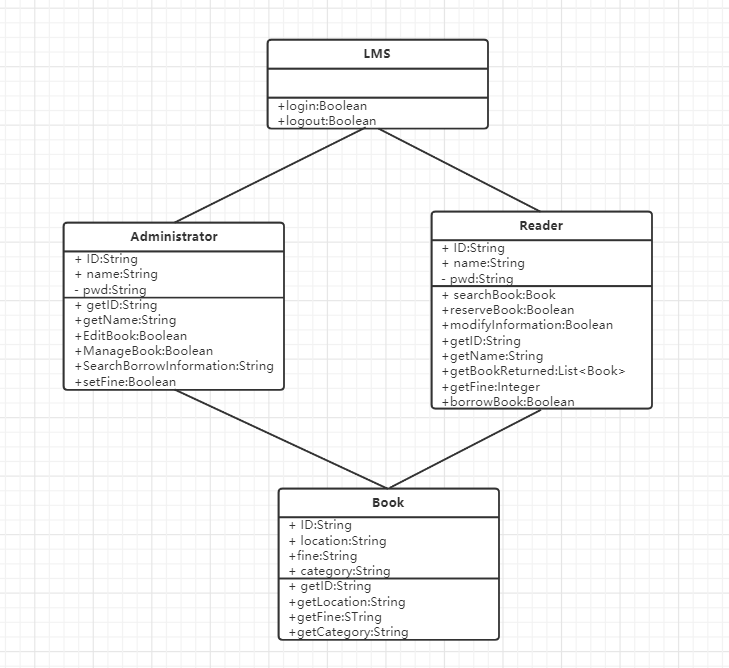 LMS
+login:Boolean
+logout:Boolean
Administrator
+ ID:String
+ name:String
- pwd:String
+ getID:String
+getName:String
+EditBook:Boolean
+ManageBook:Boolean
+SearchBorrowInformation:String
+setFine:Boolean
Reader
+ ID:String
+ name:String
- pwd:String
+ searchBook:Book
+reserveBook:Boolean
+modifyInformation:Boolean
+getID:String
+getName:String
+getBookReturned:List<Book>
+getFine:Integer
+borrowBook:Boolean
Book
+ ID:String
+ location:String
+fine:String
+ category:String
+ getID:String
+getLocation:String
+getFine:STring
+getCategory:String